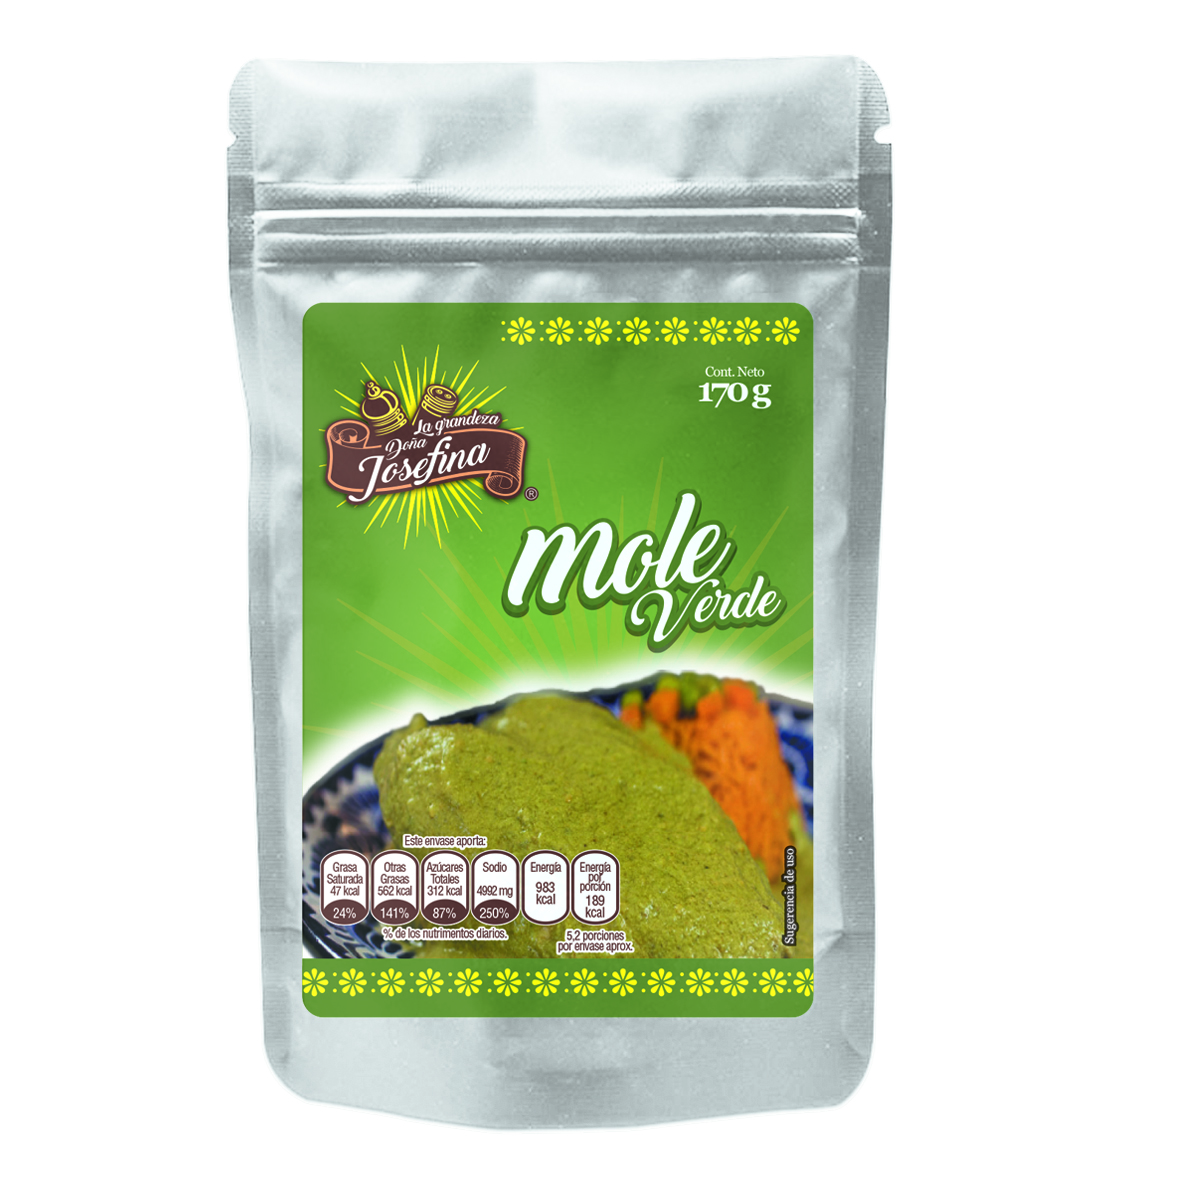 Cont. Neto
170 g
La grandeza
Doña
Josefina
®
Mole
Verde
Este envase aporta:
Grasa Saturada 47 kcal 24%
Otras Grasas 562 kcal 141%
Azúcares Totales 312 kcal 87%
Sodio 4992 mg 250%
Energía 983 kcal
Energía por porción 189 kcal
% de los nutrimentos diarios.
5.2 porciones
por envase aprox.
Sugerencia de uso